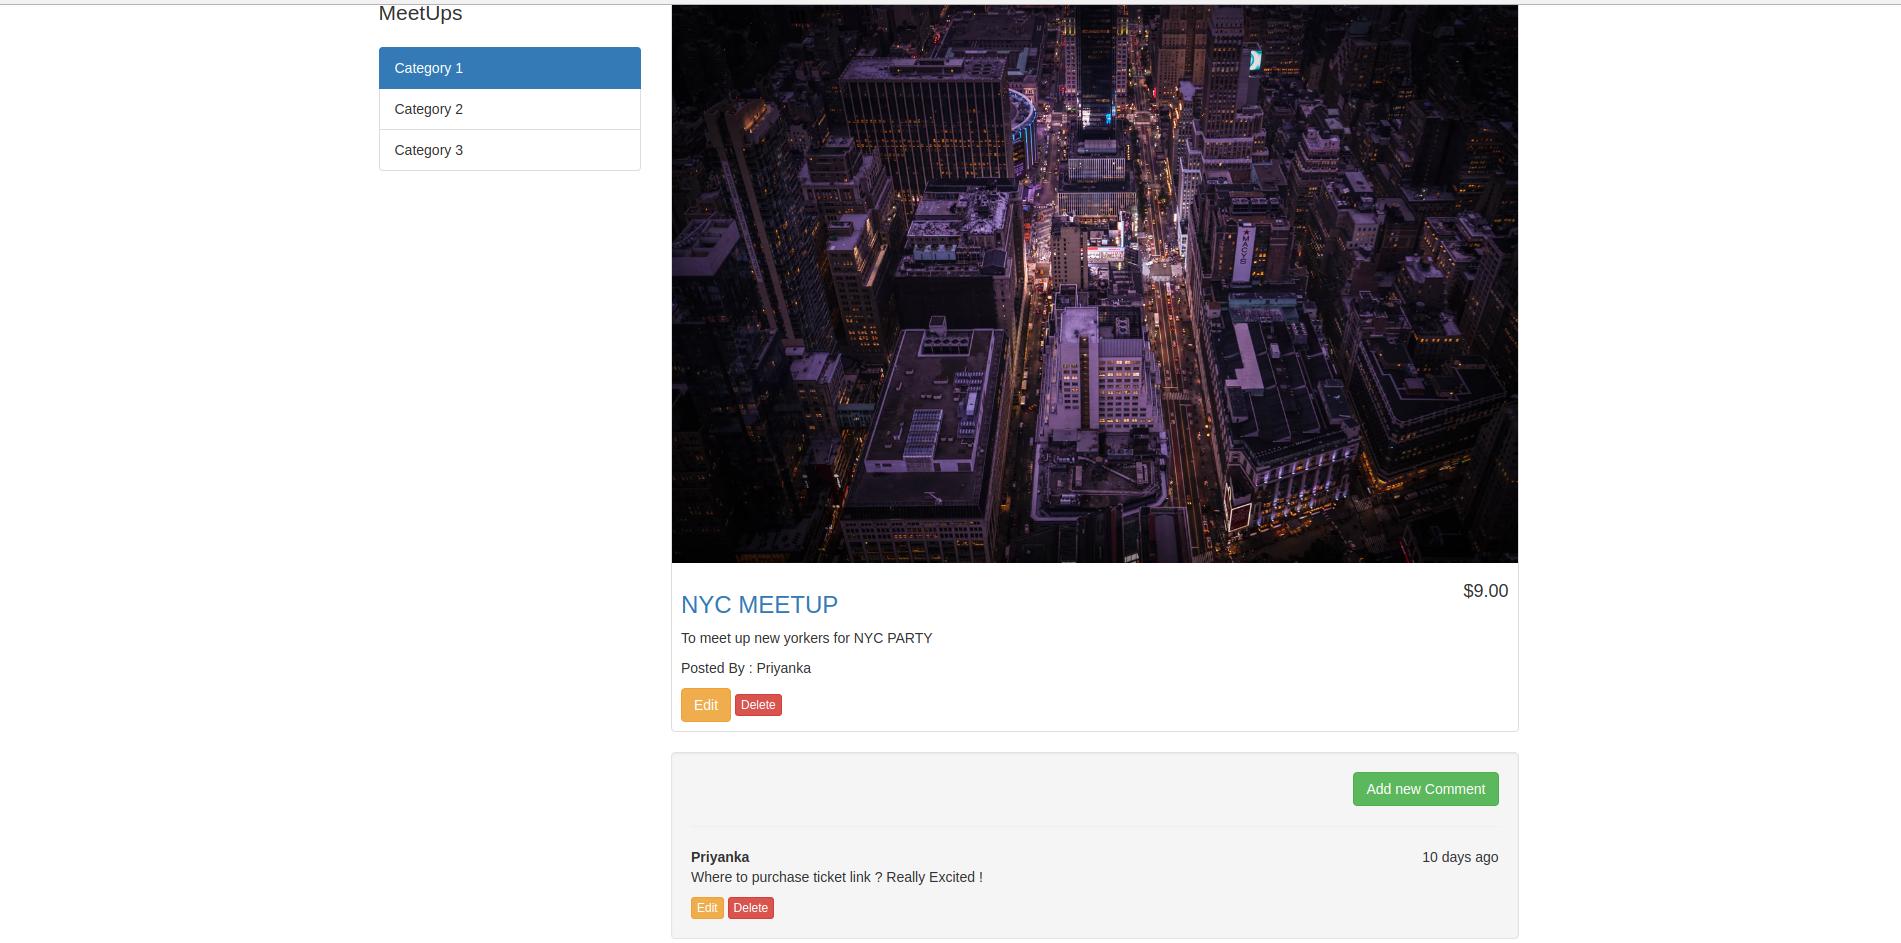 MeetUps
Category 1
Category 2
Category 3
MACYS
$9.00
NYC MEETUP
To meet up new yorkers for NYC PARTY
Posted By : Priyanka
Edit Delete
Add new Comment
Priyanka 10 days ago
Where to purchase ticket link ? Really Excited !
Edit Delete